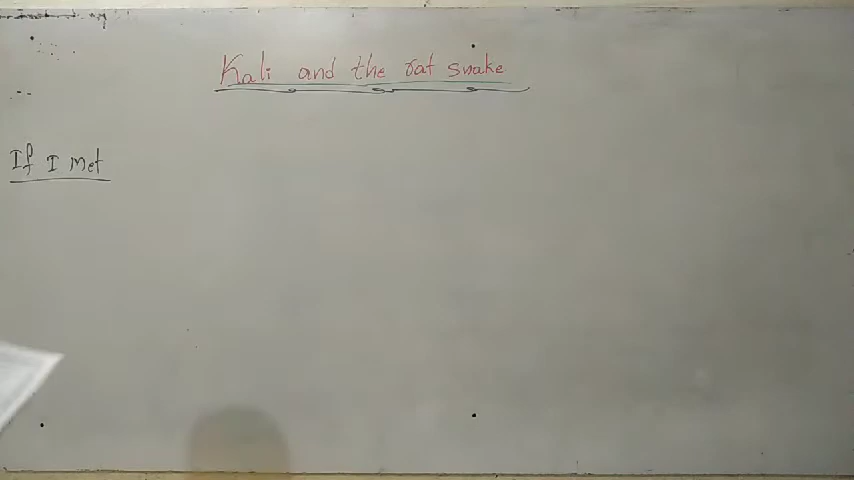 Kali and the rat snake
If I Met